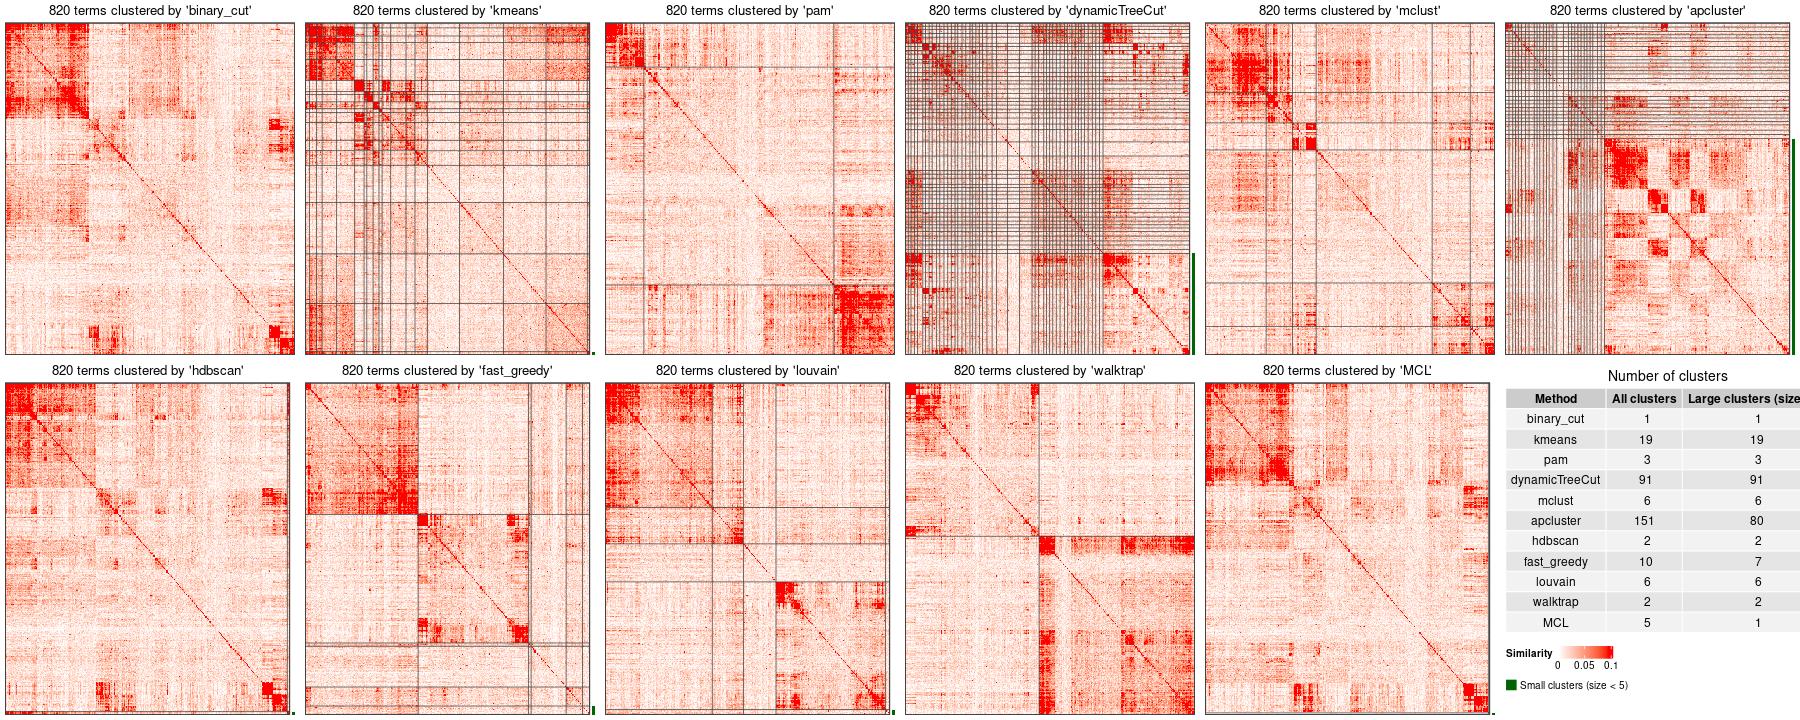 820 terms clustered by 'binary_cut'
820 terms clustered by 'kmeans'
820 terms clustered by 'pam'
820 terms clustered by 'dynamicTreeCut'
820 terms clustered by 'mclust'
820 terms clustered by 'apcluster'
820 terms clustered by 'hdbscan'
820 terms clustered by 'fast_greedy'
820 terms clustered by 'louvain'
820 terms clustered by 'walktrap'
820 terms clustered by 'MCL'
Number of clusters
Method All clusters Large clusters (size
binary_cut 1 1
kmeans 19 19
pam 3 3
dynamicTreeCut 91 91
mclust 6 6
apcluster 151 80
hdbscan 2 2
fast_greedy 10 7
louvain 6 6
walktrap 2 2
MCL 5 1
Similarity
0 0.05 0.1
Small clusters (size < 5)